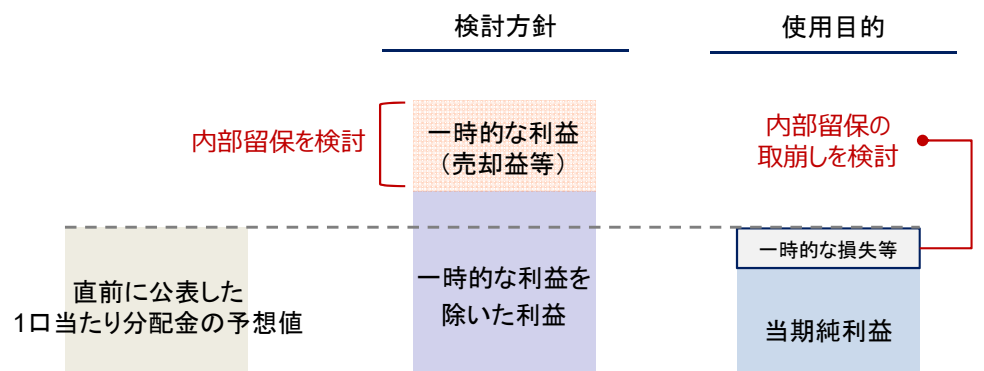 検討方針
使用目的
内部留保を検討
一時的な利益
（売却益等）
内部留保の
取崩しを検討
直前に公表した
1口当たり分配金の予想値
一時的な利益を
除いた利益
一時的な損失等
当期純利益